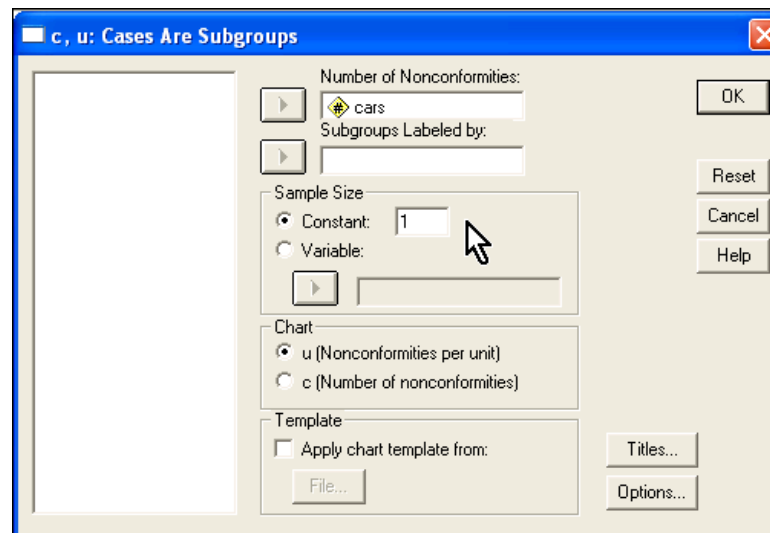 c, u: Cases Are Subgroups
Number of Nonconformities:
# cars
Subgroups Labeled by:
Sample Size
Constant: 1
Variable:
Chart
u (Nonconformities per unit)
c (Number of nonconformities)
Template
Apply chart template from:
File...
OK
Reset
Cancel
Help
Titles...
Options...